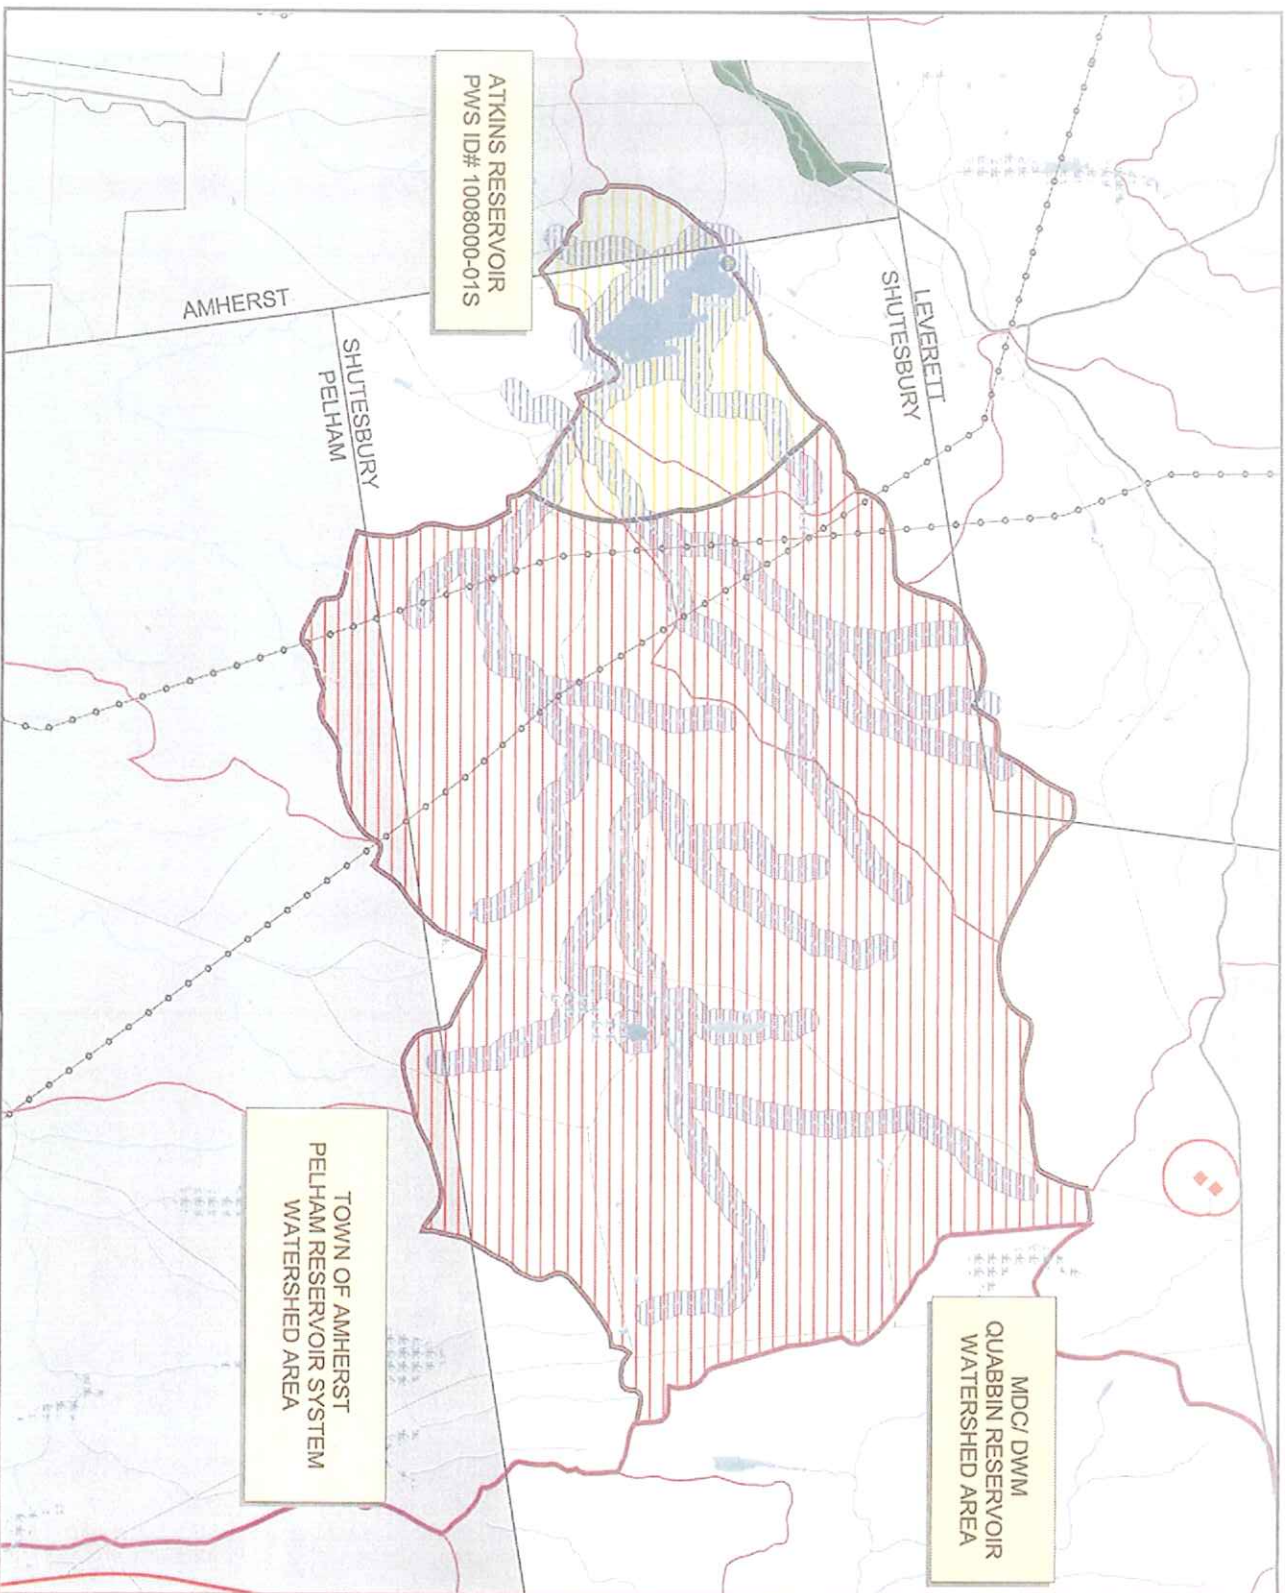 ATKINS RESERVOIR
PWS ID# 1008000-01S
LEVERETT
SHUTESBURY
AMHERST
SHUTESBURY
PELHAM
MDC/ DWM
QUABBIN RESERVOIR
WATERSHED AREA
TOWN OF AMHERST
PELHAM RESERVOIR SYSTEM
WATERSHED AREA